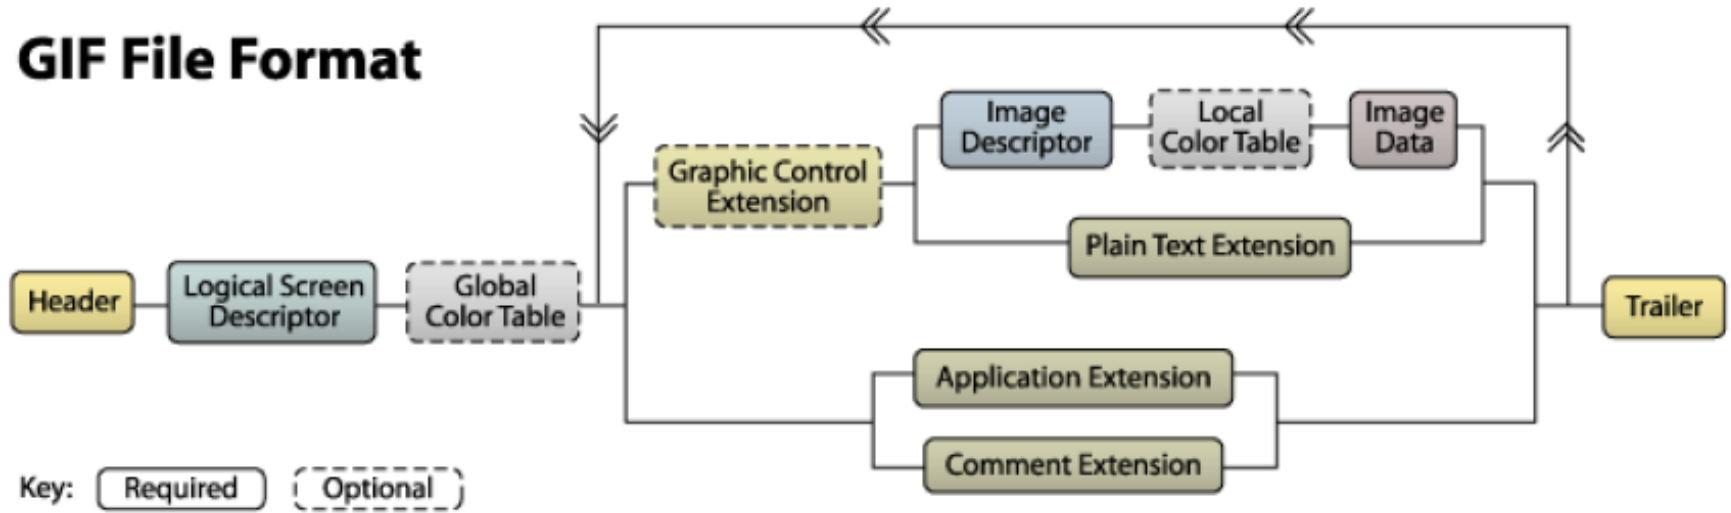 GIF File Format
Image
Descriptor
Local
Color Table
Image
Data
Graphic Control
Extension
Plain Text Extension
Header
Logical Screen
Descriptor
Global
Color Table
Trailer
Application Extension
Comment Extension
Key:
Required
Optional